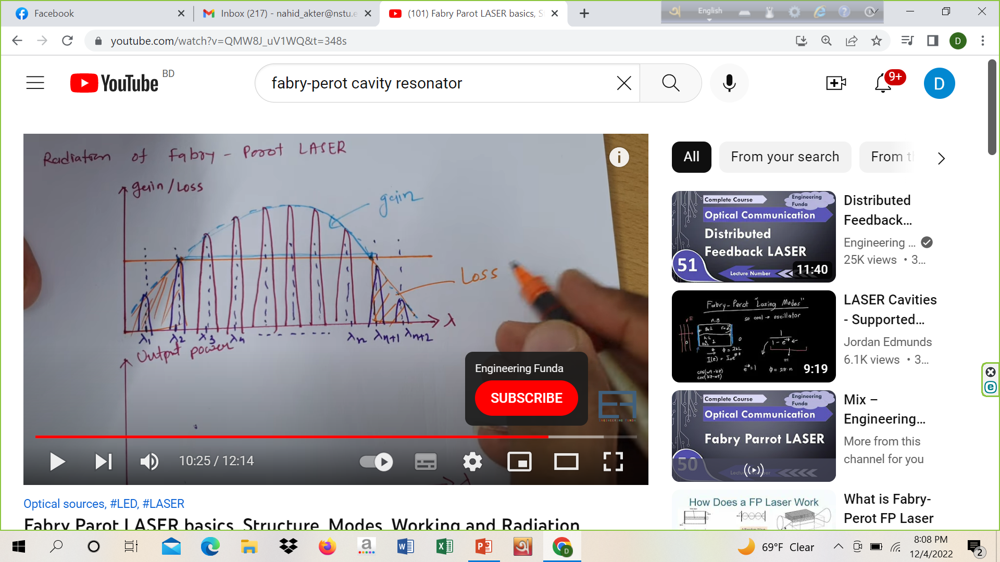 Facebook
Inbox (217) - nahid_akter@nstu.e
(101) Fabry Parot LASER basics, S
English
youtube.com/watch?v=QMW8J_uV1WQ&t=348s
D
YouTube BD
fabry-perot cavity resonator
9+
D
Radiation of Fabry - Perot LASER
gain/Loss
gain
Loss
λ
λ1 λ2 λ3 λ4 λn λn+1 λn+2
Output power
λ
Engineering Funda
SUBSCRIBE
ENGINEERING FUNDA
10:25 / 12:14
Optical sources, #LED, #LASER
Fabry Parot LASER basics, Structure, Modes, Working and Radiation
All
From your search
From t
Complete Course
Engineering Funda
Optical Communication
Distributed
Feedback LASER
51
Lecture Number
11:40
Distributed
Feedback...
Engineering ...
25K views • 3...
Fabry-Perot "Lasing Modes"
so cool → oscillator
9:19
LASER Cavities
- Supported...
Jordan Edmunds
6.1K views • 3...
Complete Course
Engineering Funda
Optical Communication
Fabry Parrot LASER
50
Mix –
Engineering...
More from this
channel for you
How Does a FP Laser Work
What is Fabry-
Perot FP Laser
69°F Clear
8:08 PM
12/4/2022
2